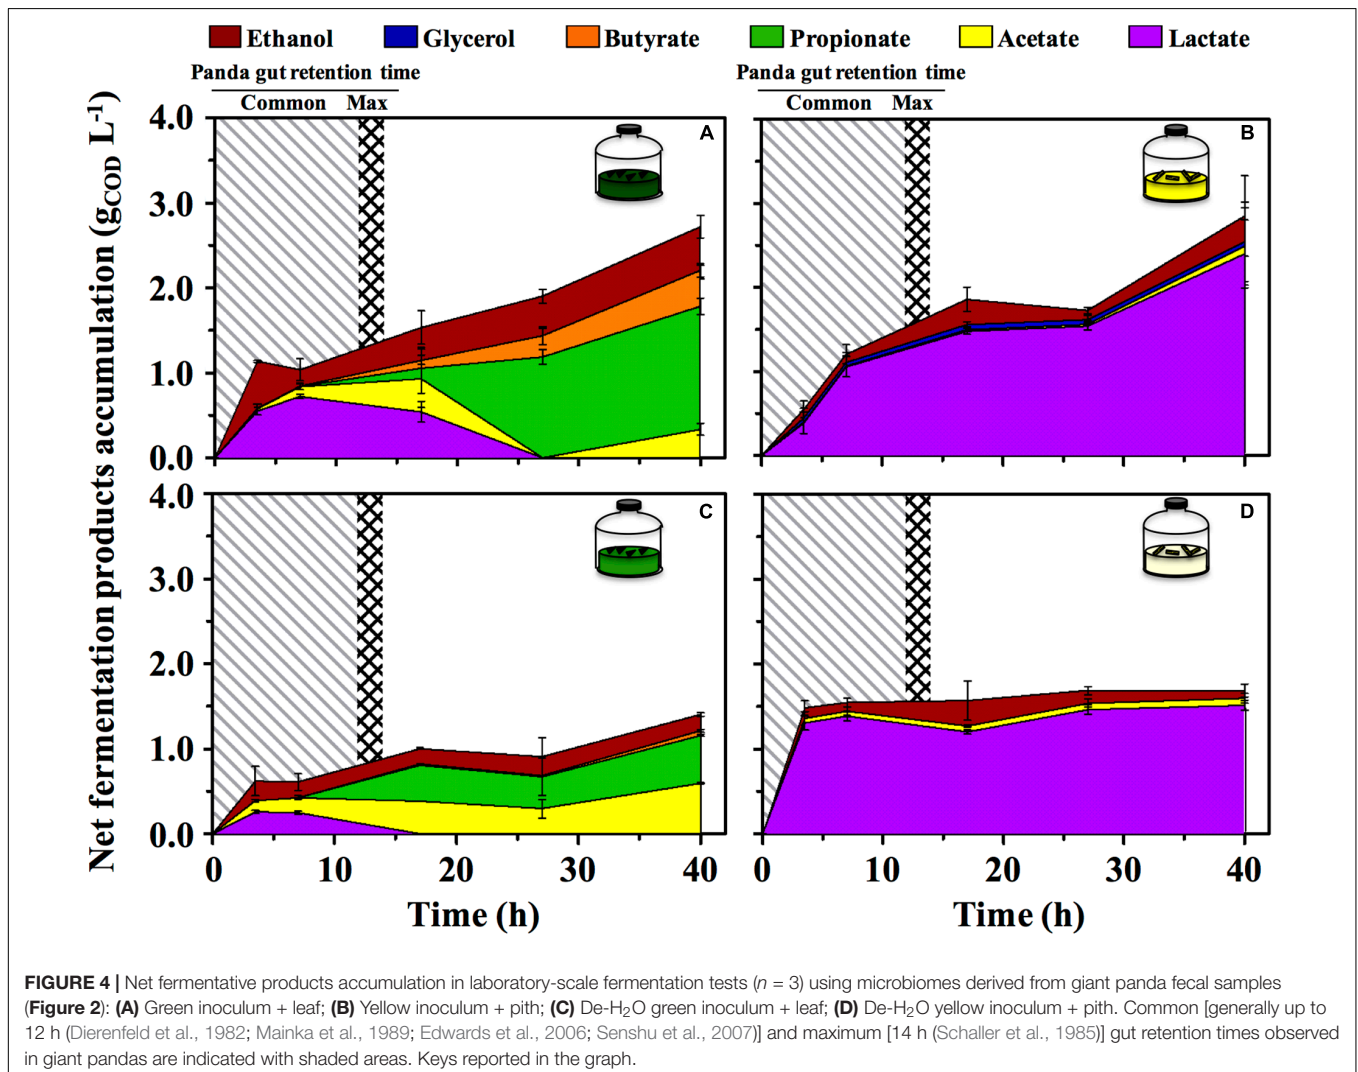 Ethanol Glycerol Butyrate Propionate Acetate Lactate
Panda gut retention time
Common Max
Panda gut retention time
Common Max
Net fermentation products accumulation (gCOD L-1)
4.0
3.0
2.0
1.0
0.0
A
B
0 10 20 30 40
4.0
3.0
2.0
1.0
0.0
C
D
0 10 20 30 40
Time (h)
Time (h)
FIGURE 4 | Net fermentative products accumulation in laboratory-scale fermentation tests (n = 3) using microbiomes derived from giant panda fecal samples
(Figure 2): (A) Green inoculum + leaf; (B) Yellow inoculum + pith; (C) De-H2O green inoculum + leaf; (D) De-H2O yellow inoculum + pith. Common [generally up to
12 h (Dierenfeld et al., 1982; Mainka et al., 1989; Edwards et al., 2006; Senshu et al., 2007)] and maximum [14 h (Schaller et al., 1985)] gut retention times observed
in giant pandas are indicated with shaded areas. Keys reported in the graph.